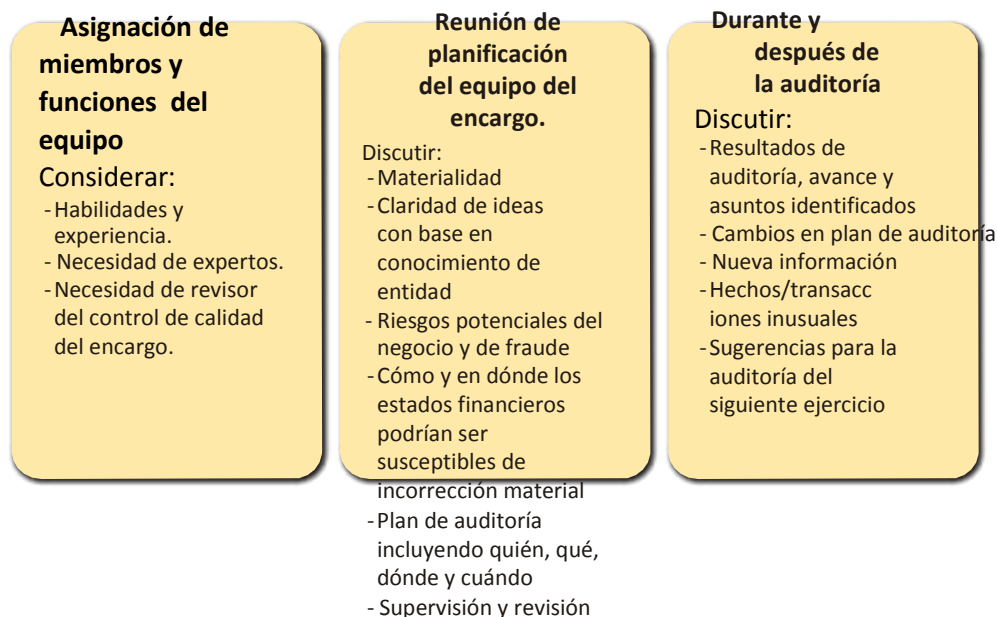 Asignación de
miembros y
funciones del
equipo
Considerar:
- Habilidades y
experiencia.
- Necesidad de expertos.
- Necesidad de revisor
del control de calidad
del encargo.
Reunión de
planificación
del equipo del
encargo.
Discutir:
- Materialidad
- Claridad de ideas
con base en
conocimiento de
entidad
- Riesgos potenciales del
negocio y de fraude
- Cómo y en dónde los
estados financieros
podrían ser
susceptibles de
incorrección material
- Plan de auditoría
incluyendo quién, qué,
dónde y cuándo
- Supervisión y revisión
Durante y
después de
la auditoría
Discutir:
- Resultados de
auditoría, avance y
asuntos identificados
- Cambios en plan de auditoría
- Nueva información
- Hechos/transacc
iones inusuales
- Sugerencias para la
auditoría del
siguiente ejercicio